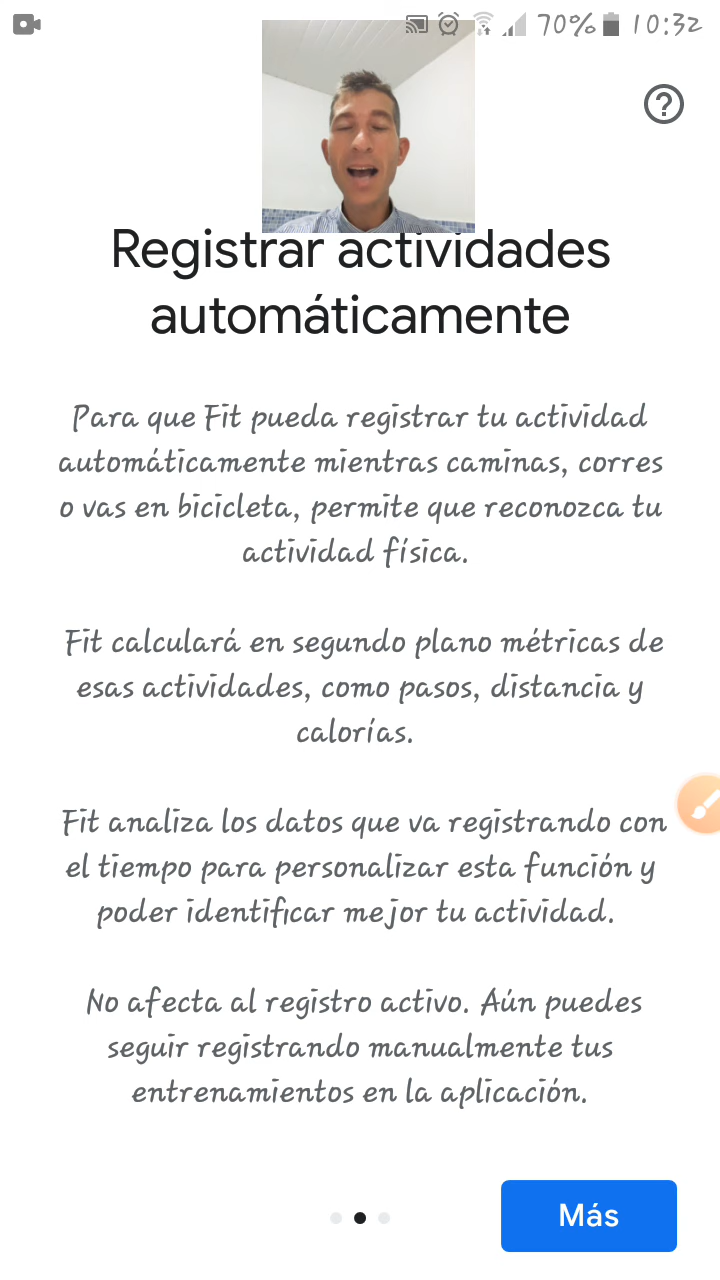 70% 10:32
Registrar actividades
automáticamente
Para que Fit pueda registrar tu actividad
automáticamente mientras caminas, corres
o vas en bicicleta, permite que reconozca tu
actividad física.
Fit calculará en segundo plano métricas de
esas actividades, como pasos, distancia y
calorías.
Fit analiza los datos que va registrando con
el tiempo para personalizar esta función y
poder identificar mejor tu actividad.
No afecta al registro activo. Aún puedes
seguir registrando manualmente tus
entrenamientos en la aplicación.
Más